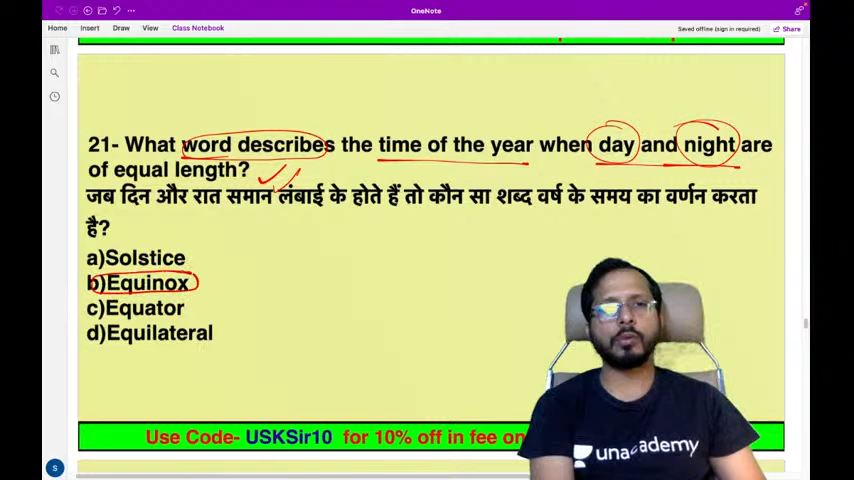 OneNote
Home Insert Draw View Class Notebook
Saved offline (sign in required) Share
21- What word describes the time of the year when day and night are
of equal length?
जब दिन और रात समान लंबाई के होते हैं तो कौन सा शब्द वर्ष के समय का वर्णन करता
है?
a)Solstice
b)Equinox
c)Equator
d)Equilateral
Use Code- USKSir10 for 10% off in fee on
unacademy
S